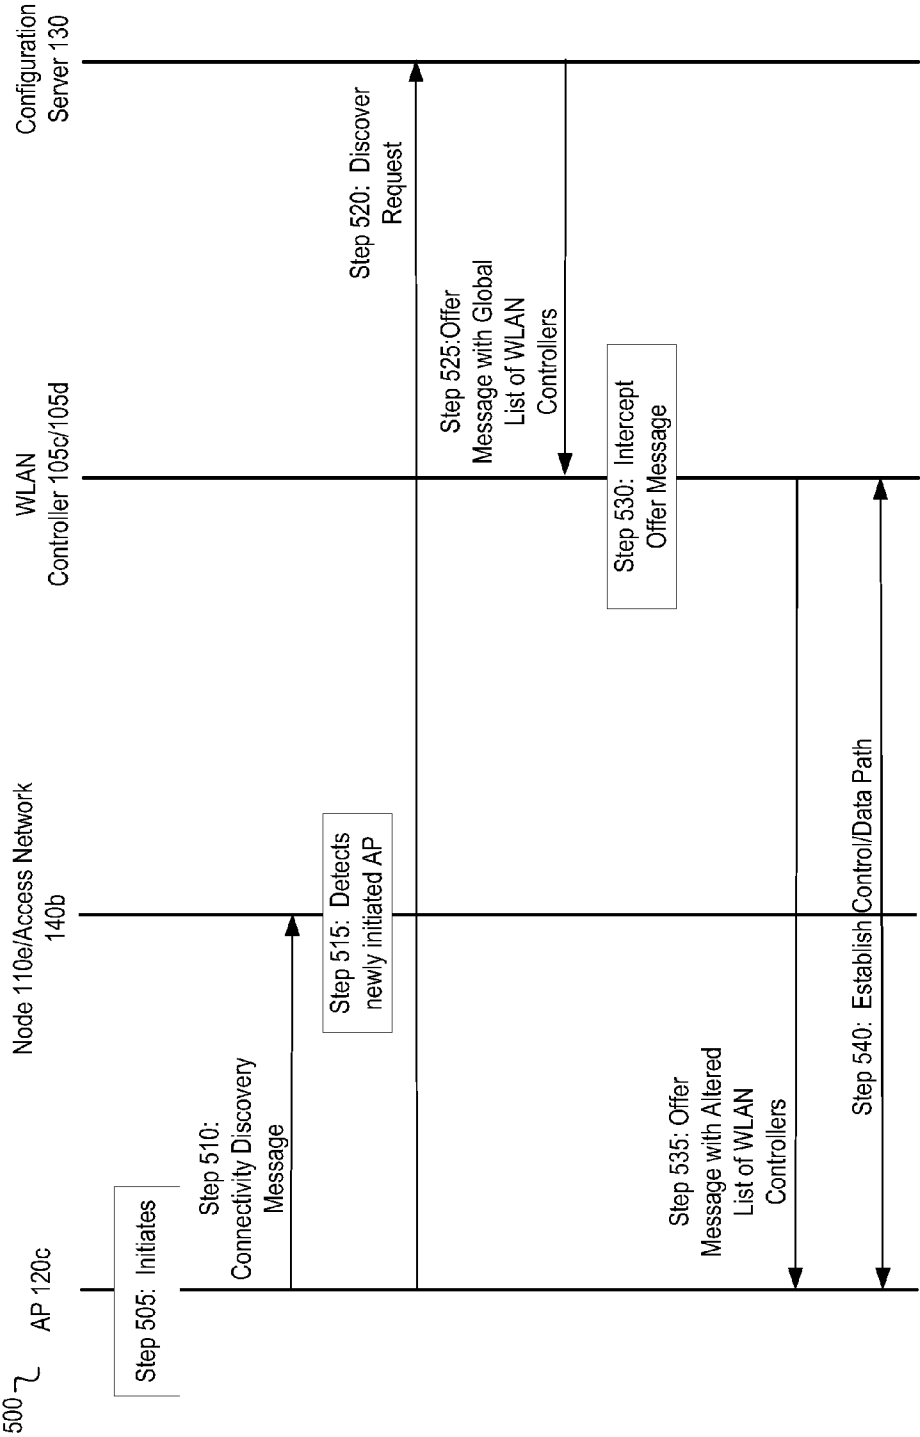 500
AP 120c
Node 110e/Access Network
140b
WLAN
Controller 105c/105d
Configuration
Server 130
Step 505: Initiates
Step 510:
Connectivity Discovery
Message
Step 515: Detects
newly initiated AP
Step 520: Discover
Request
Step 525:Offer
Message with Global
List of WLAN
Controllers
Step 530: Intercept
Offer Message
Step 535: Offer
Message with Altered
List of WLAN
Controllers
Step 540: Establish Control/Data Path